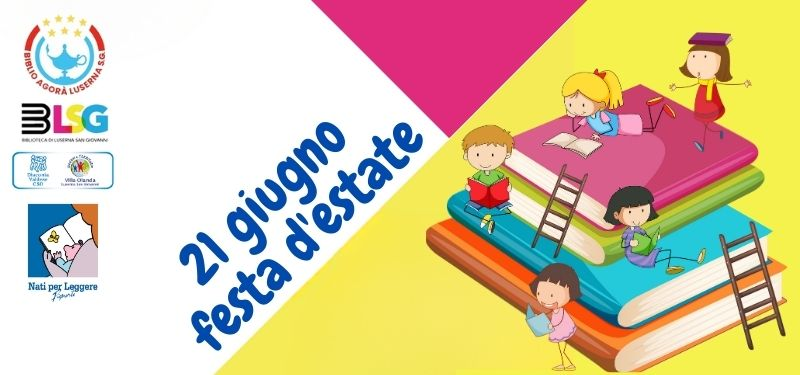 BIBLIO AGORÀ LUSERNA S.G.
BLSG
BIBLIOTECA DI LUSERNA SAN GIOVANNI
Diaconia
Valdese
CSD
Villa Olanda
Luserna San Giovanni
Nati per Leggere
Piemonte
21 giugno
festa d'estate